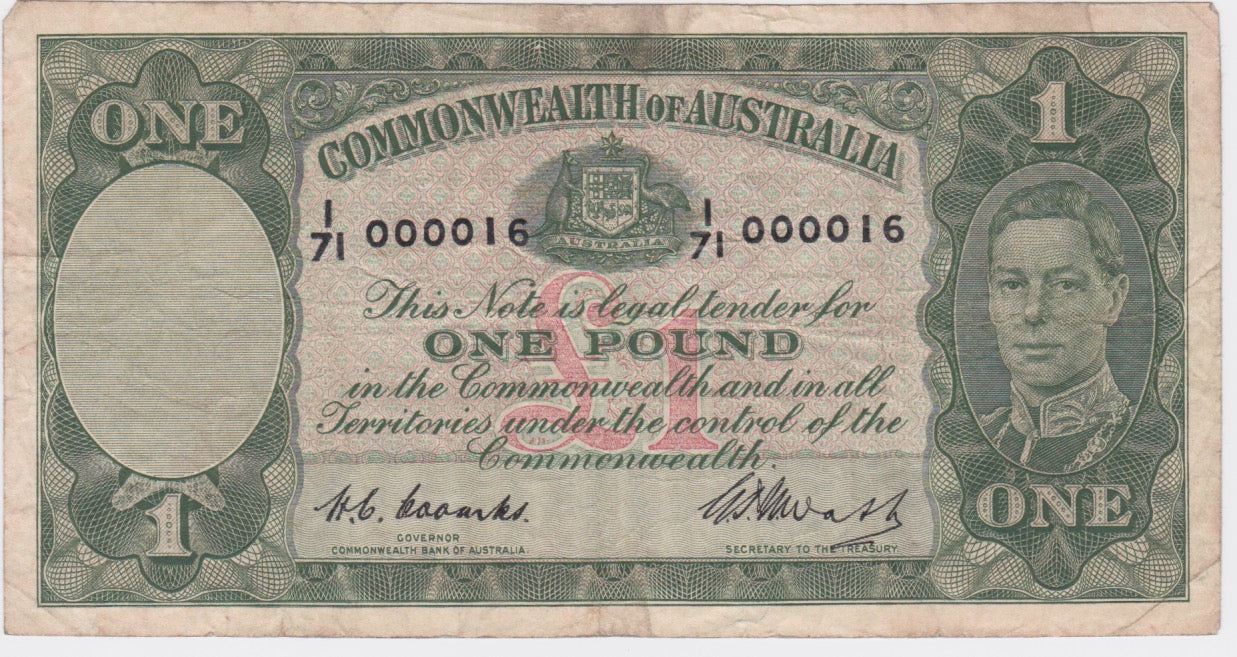 ONE
1
COMMONWEALTH OF AUSTRALIA
AUSTRALIA
I/71 000016 I/71 000016
This Note is legal tender for
ONE POUND
£1
in the Commonwealth and in all
Territories under the control of the
Commonwealth.
H.C. Coombs.
GOVERNOR
COMMONWEALTH BANK OF AUSTRALIA.
SECRETARY TO THE TREASURY
1
ONE